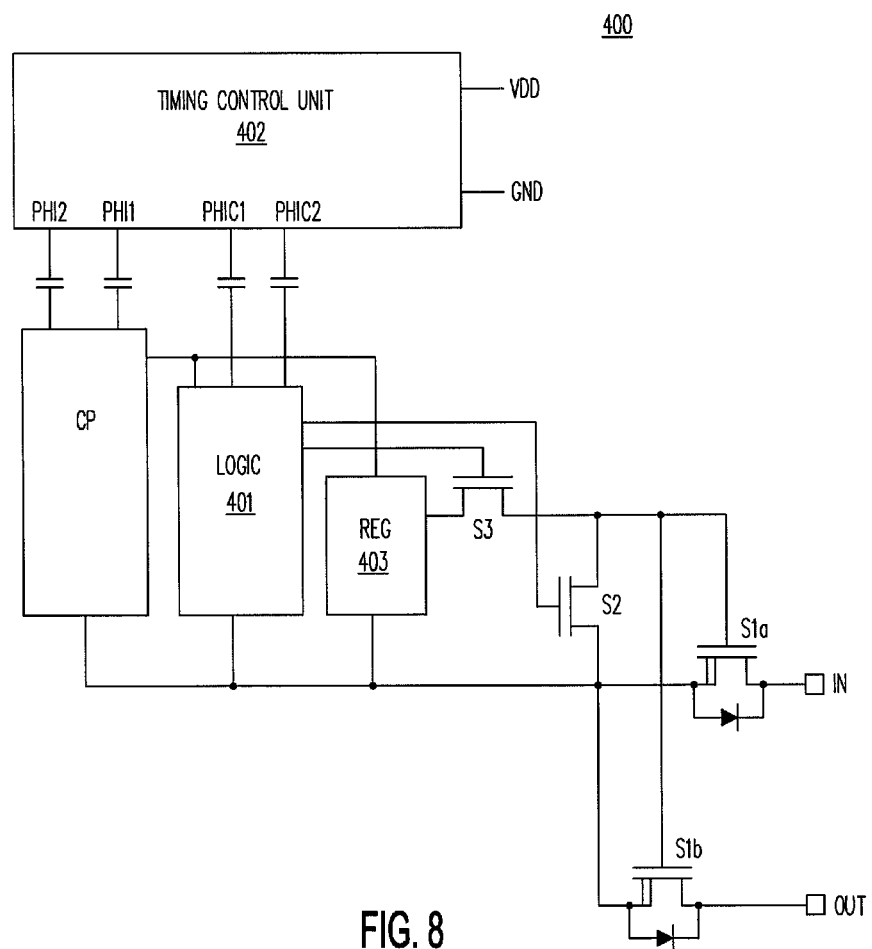 400
TIMING CONTROL UNIT
402
VDD
GND
PHI2 PHI1 PHIC1 PHIC2
CP
LOGIC
401
REG
403
S3
S2
S1a
IN
S1b
OUT
FIG. 8